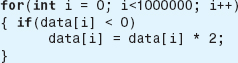 for(int i = 0; i<1000000; i++)
{ if(data[i] < 0)
data[i] = data[i] * 2;
}